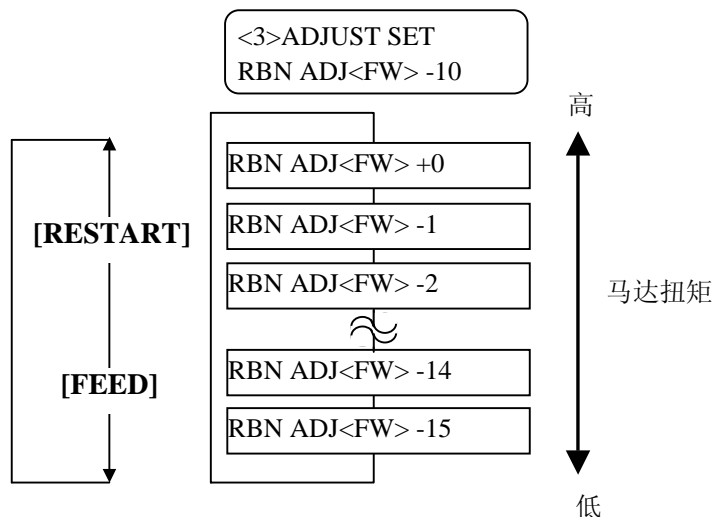 <3>ADJUST SET
RBN ADJ<FW> -10
高
RBN ADJ<FW> +0
RBN ADJ<FW> -1
[RESTART]
RBN ADJ<FW> -2
马达扭矩
RBN ADJ<FW> -14
[FEED]
RBN ADJ<FW> -15
低